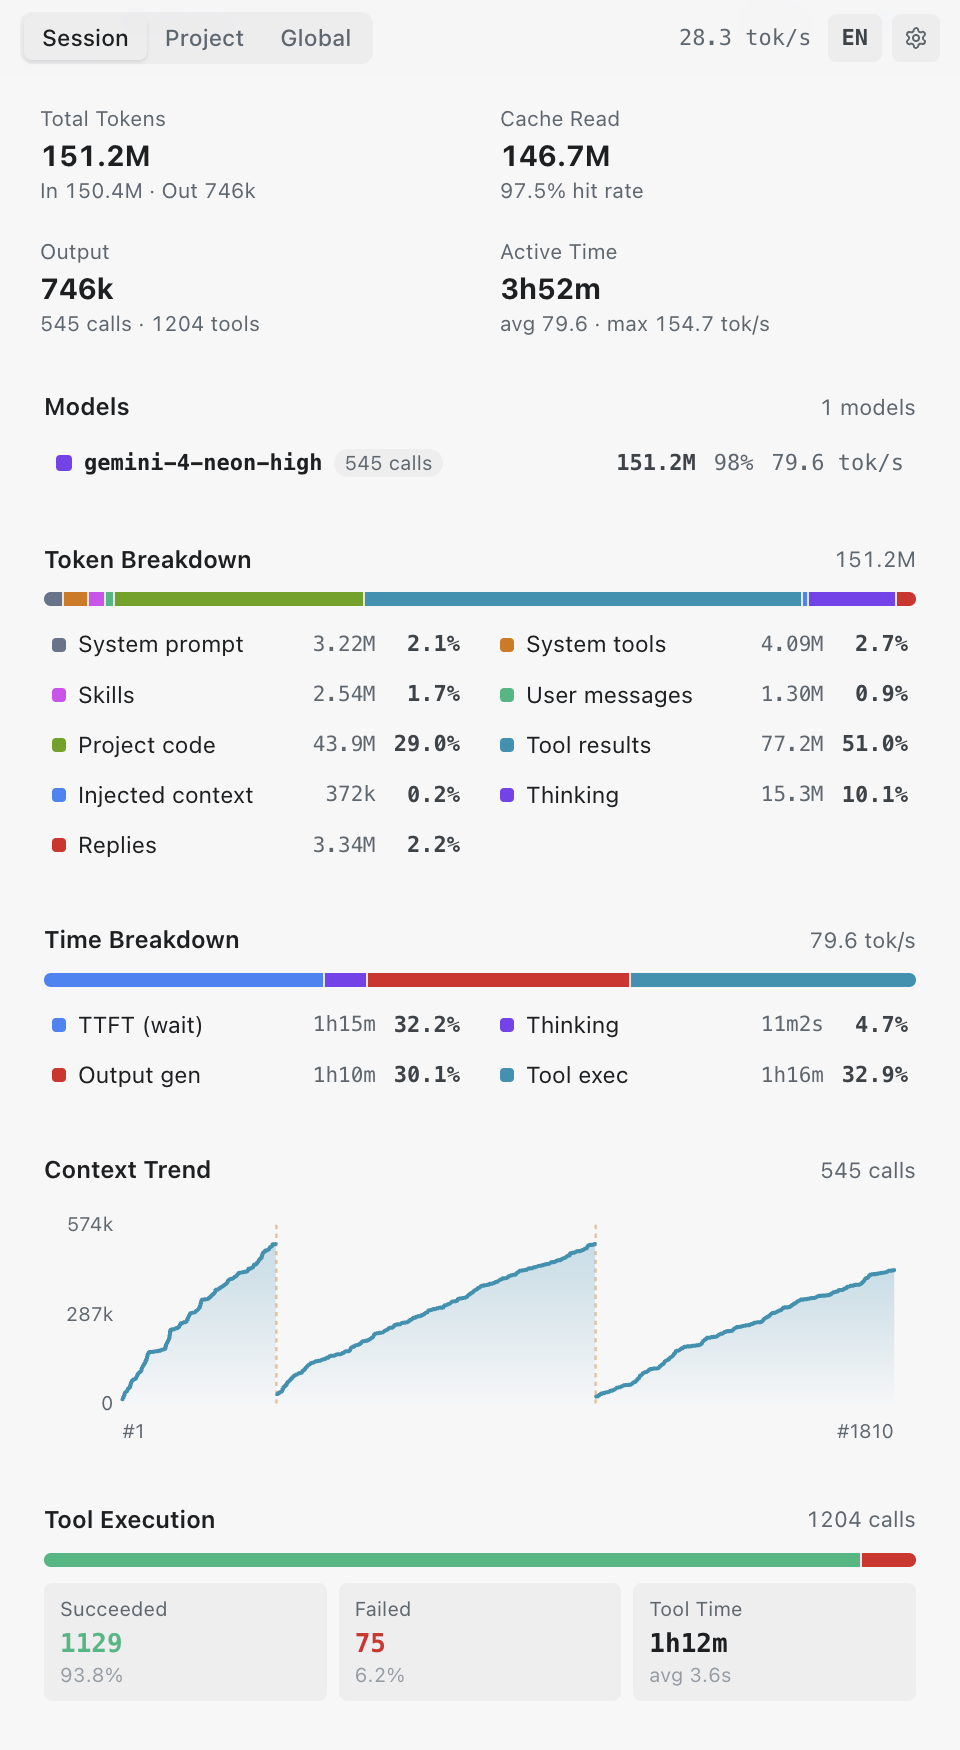 Session Project Global 28.3 tok/s EN
Total Tokens
151.2M
In 150.4M · Out 746k
Cache Read
146.7M
97.5% hit rate
Output
746k
545 calls · 1204 tools
Active Time
3h52m
avg 79.6 · max 154.7 tok/s
Models 1 models
gemini-4-neon-high 545 calls 151.2M 98% 79.6 tok/s
Token Breakdown 151.2M
System prompt 3.22M 2.1% System tools 4.09M 2.7%
Skills 2.54M 1.7% User messages 1.30M 0.9%
Project code 43.9M 29.0% Tool results 77.2M 51.0%
Injected context 372k 0.2% Thinking 15.3M 10.1%
Replies 3.34M 2.2%
Time Breakdown 79.6 tok/s
TTFT (wait) 1h15m 32.2% Thinking 11m2s 4.7%
Output gen 1h10m 30.1% Tool exec 1h16m 32.9%
Context Trend 545 calls
574k
287k
0
#1 #1810
Tool Execution 1204 calls
Succeeded
1129
93.8%
Failed
75
6.2%
Tool Time
1h12m
avg 3.6s